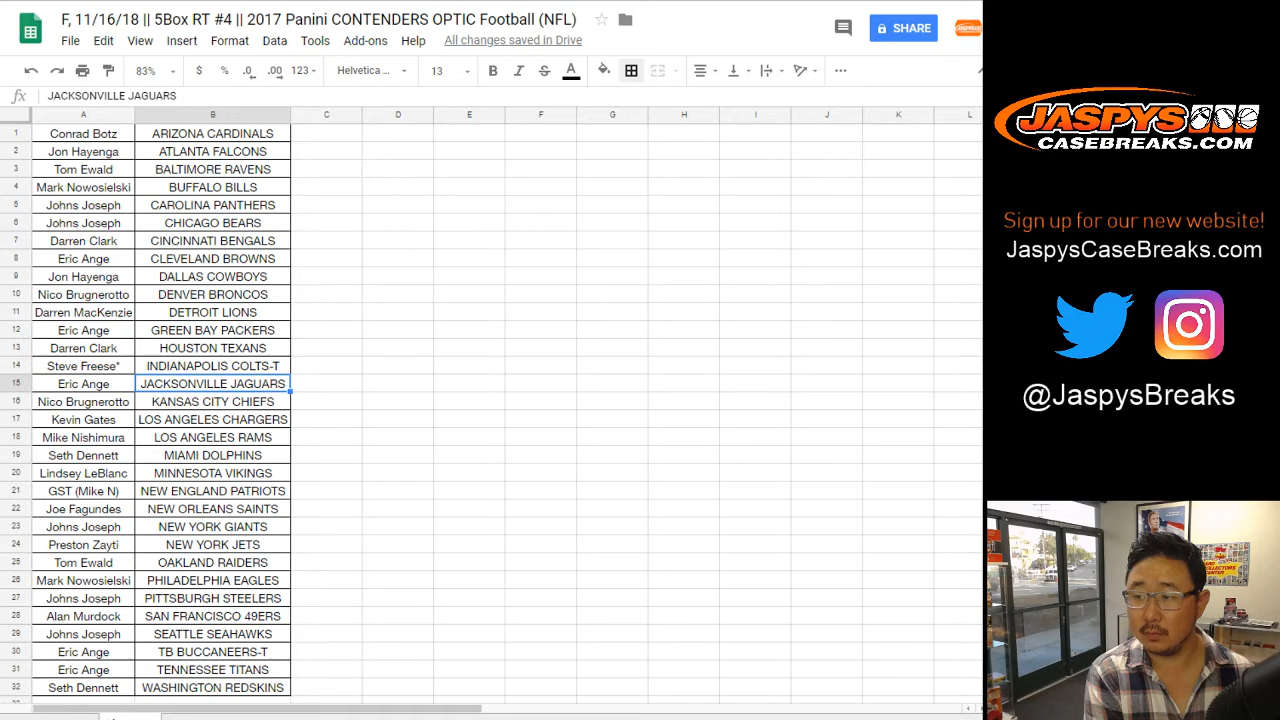 F, 11/16/18 || 5Box RT #4 || 2017 Panini CONTENDERS OPTIC Football (NFL)
SHARE
File Edit View Insert Format Data Tools Add-ons Help All changes saved in Drive
83% $ % .0 .00 123 Helvetica ... 13 B I S A
fx JACKSONVILLE JAGUARS
A B C D E F G H I J K L
1 Conrad Botz ARIZONA CARDINALS
2 Jon Hayenga ATLANTA FALCONS
3 Tom Ewald BALTIMORE RAVENS
4 Mark Nowosielski BUFFALO BILLS
5 Johns Joseph CAROLINA PANTHERS
6 Johns Joseph CHICAGO BEARS
7 Darren Clark CINCINNATI BENGALS
8 Eric Ange CLEVELAND BROWNS
9 Jon Hayenga DALLAS COWBOYS
10 Nico Brugnerotto DENVER BRONCOS
11 Darren MacKenzie DETROIT LIONS
12 Eric Ange GREEN BAY PACKERS
13 Darren Clark HOUSTON TEXANS
14 Steve Freese* INDIANAPOLIS COLTS-T
15 Eric Ange JACKSONVILLE JAGUARS
16 Nico Brugnerotto KANSAS CITY CHIEFS
17 Kevin Gates LOS ANGELES CHARGERS
18 Mike Nishimura LOS ANGELES RAMS
19 Seth Dennett MIAMI DOLPHINS
20 Lindsey LeBlanc MINNESOTA VIKINGS
21 GST (Mike N) NEW ENGLAND PATRIOTS
22 Joe Fagundes NEW ORLEANS SAINTS
23 Johns Joseph NEW YORK GIANTS
24 Preston Zayti NEW YORK JETS
25 Tom Ewald OAKLAND RAIDERS
26 Mark Nowosielski PHILADELPHIA EAGLES
27 Johns Joseph PITTSBURGH STEELERS
28 Alan Murdock SAN FRANCISCO 49ERS
29 Johns Joseph SEATTLE SEAHAWKS
30 Eric Ange TB BUCCANEERS-T
31 Eric Ange TENNESSEE TITANS
32 Seth Dennett WASHINGTON REDSKINS
JASPYS
CASEBREAKS.COM
Sign up for our new website!
JaspysCaseBreaks.com
@JaspysBreaks